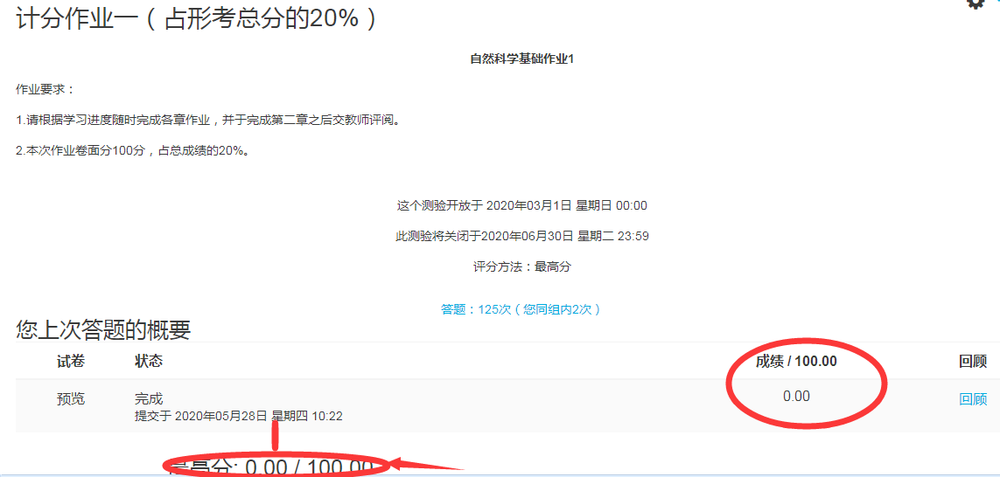 计分作业一（占形考总分的20%）
自然科学基础作业1
作业要求：
1.请根据学习进度随时完成各章作业，并于完成第二章之后交教师评阅。
2.本次作业卷面分100分，占总成绩的20%。
这个测验开放于 2020年03月1日 星期日 00:00
此测验将关闭于2020年06月30日 星期二 23:59
评分方法：最高分
答题：125次（您同组内2次）
您上次答题的概要
试卷 状态 成绩 / 100.00 回顾
预览 完成 0.00 回顾
提交于 2020年05月28日 星期四 10:22
最高分: 0.00 / 100.00